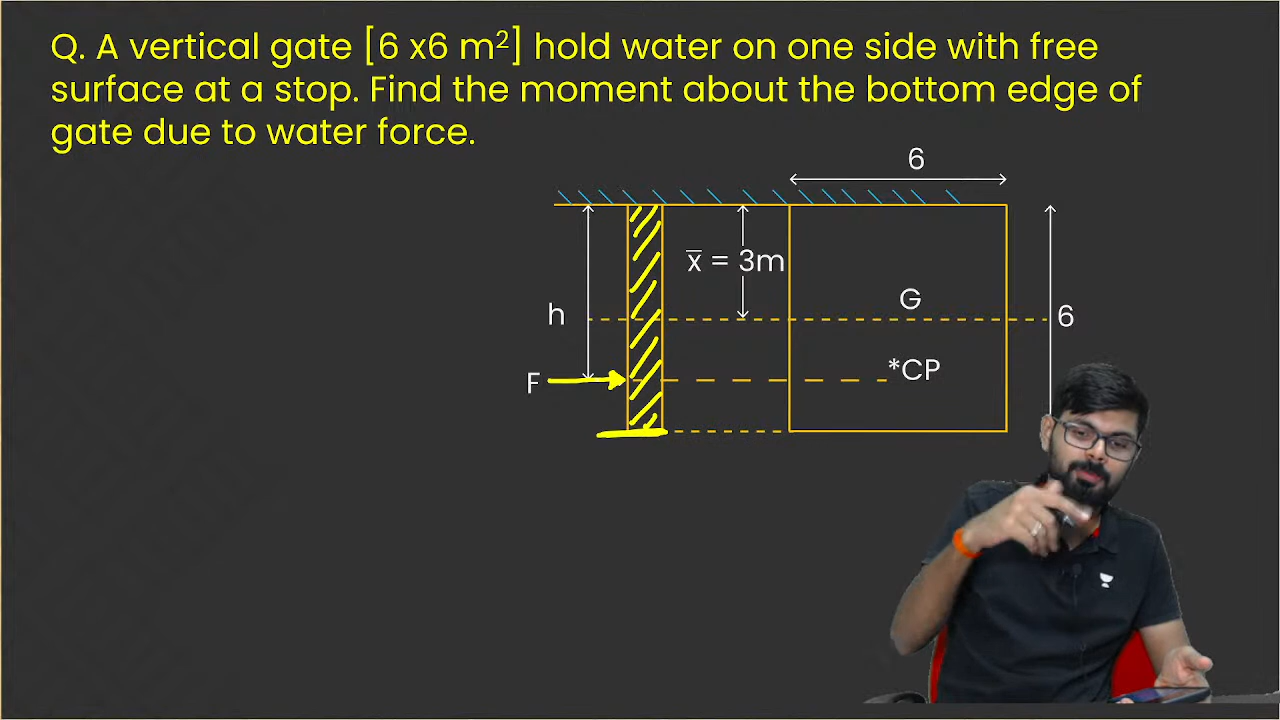 Q. A vertical gate [6 x6 m²] hold water on one side with free
surface at a stop. Find the moment about the bottom edge of
gate due to water force.
6
x̅ = 3m
G
h
6
*CP
F